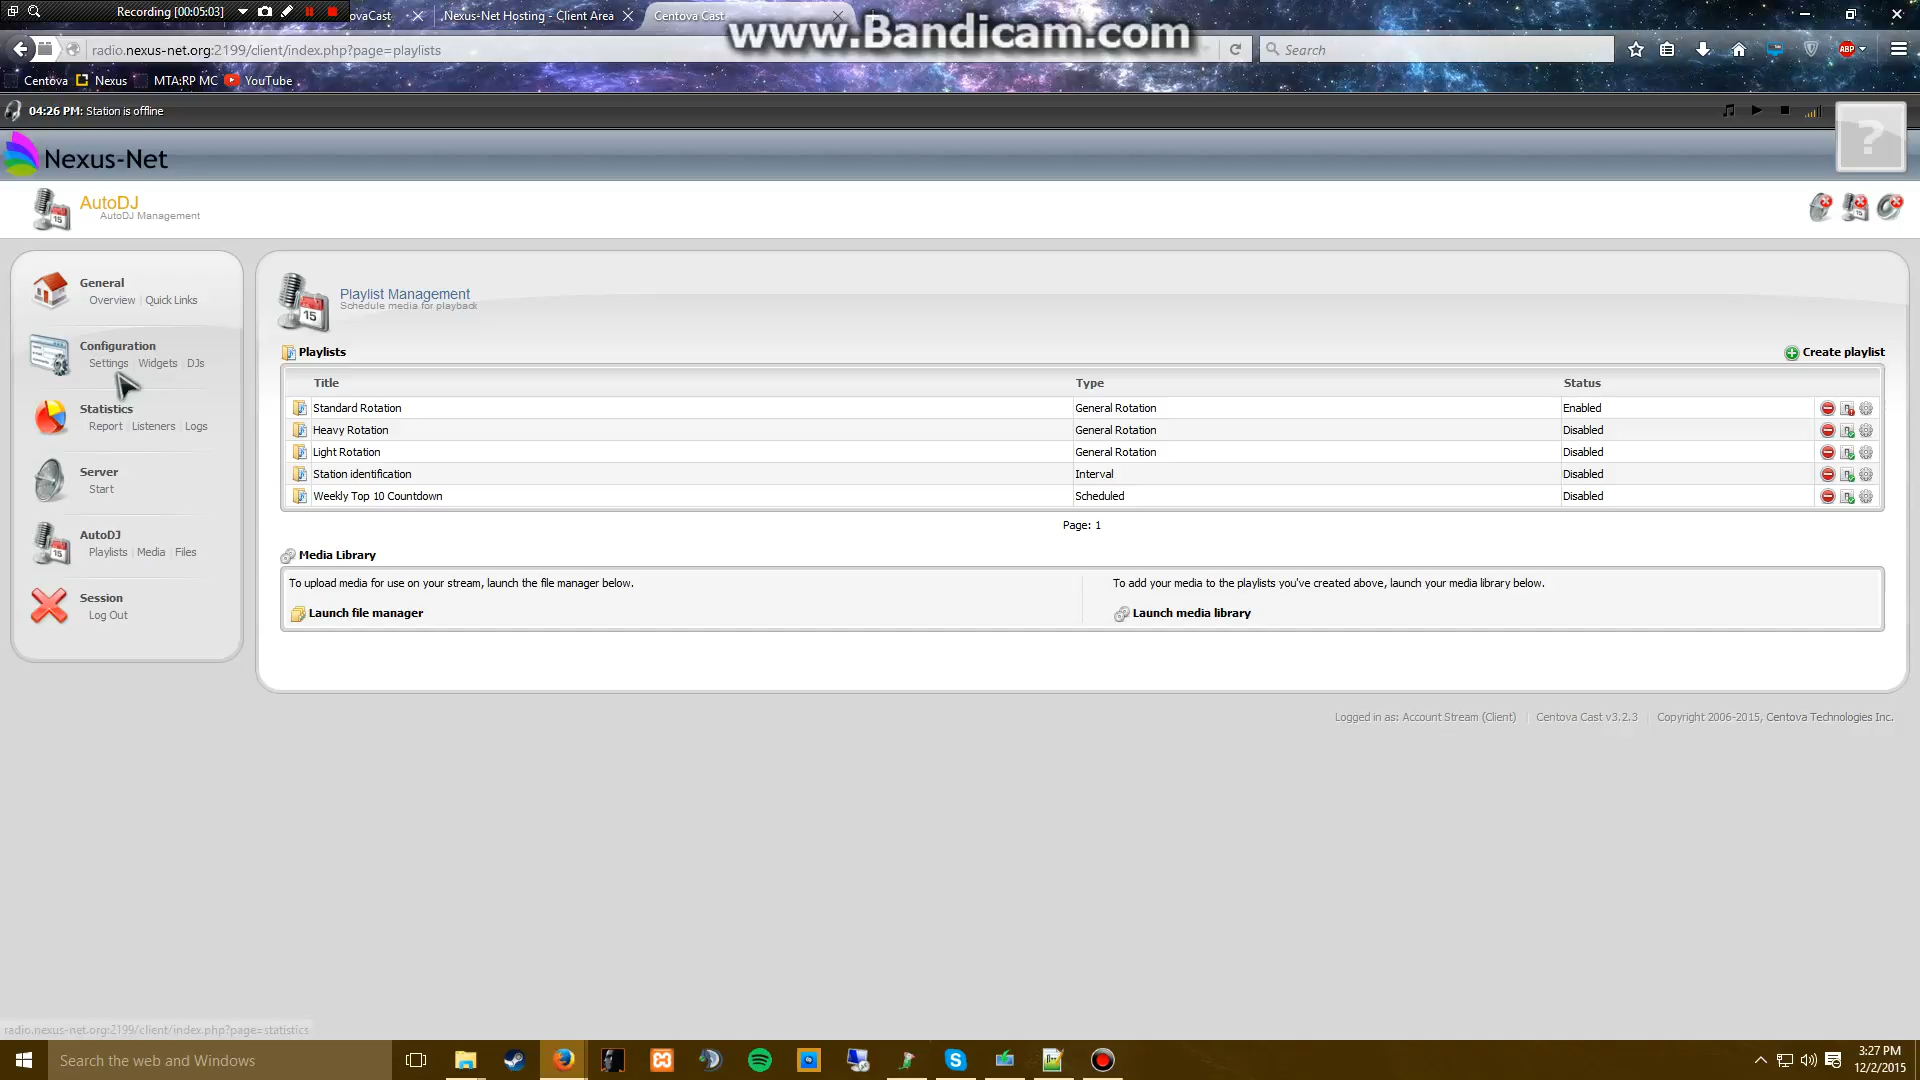 Recording [00:05:03]
ovaCast
Nexus-Net Hosting - Client Area
Centova Cast
www.Bandicam.com
radio.nexus-net.org:2199/client/index.php?page=playlists
Search
ABP
Centova
Nexus
MTA:RP MC
YouTube
04:26 PM: Station is offline
Nexus-Net
?
15
AutoDJ
AutoDJ Management
General
Overview
Quick Links
Configuration
Settings
Widgets
DJs
Statistics
Report
Listeners
Logs
Server
Start
15
AutoDJ
Playlists
Media
Files
Session
Log Out
15
Playlist Management
Schedule media for playback
Playlists
Create playlist
Title Type Status
Standard Rotation General Rotation Enabled
Heavy Rotation General Rotation Disabled
Light Rotation General Rotation Disabled
Station identification Interval Disabled
Weekly Top 10 Countdown Scheduled Disabled
Page: 1
Media Library
To upload media for use on your stream, launch the file manager below.
Launch file manager
To add your media to the playlists you've created above, launch your media library below.
Launch media library
Logged in as: Account Stream (Client)
Centova Cast v3.2.3
Copyright 2006-2015, Centova Technologies Inc.
radio.nexus-net.org:2199/client/index.php?page=statistics
Search the web and Windows
3:27 PM
12/2/2015